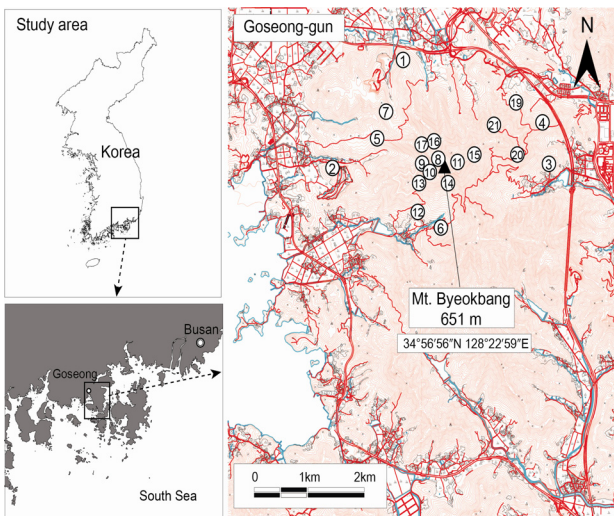 Study area
Korea
Busan
Goseong
South Sea
Goseong-gun
N
1
19
7
4
21
5
17
16
2
9
8
11
15
20
3
10
13
14
12
6
Mt. Byeokbang
651 m
34°56′56″N 128°22′59″E
0 1km 2km